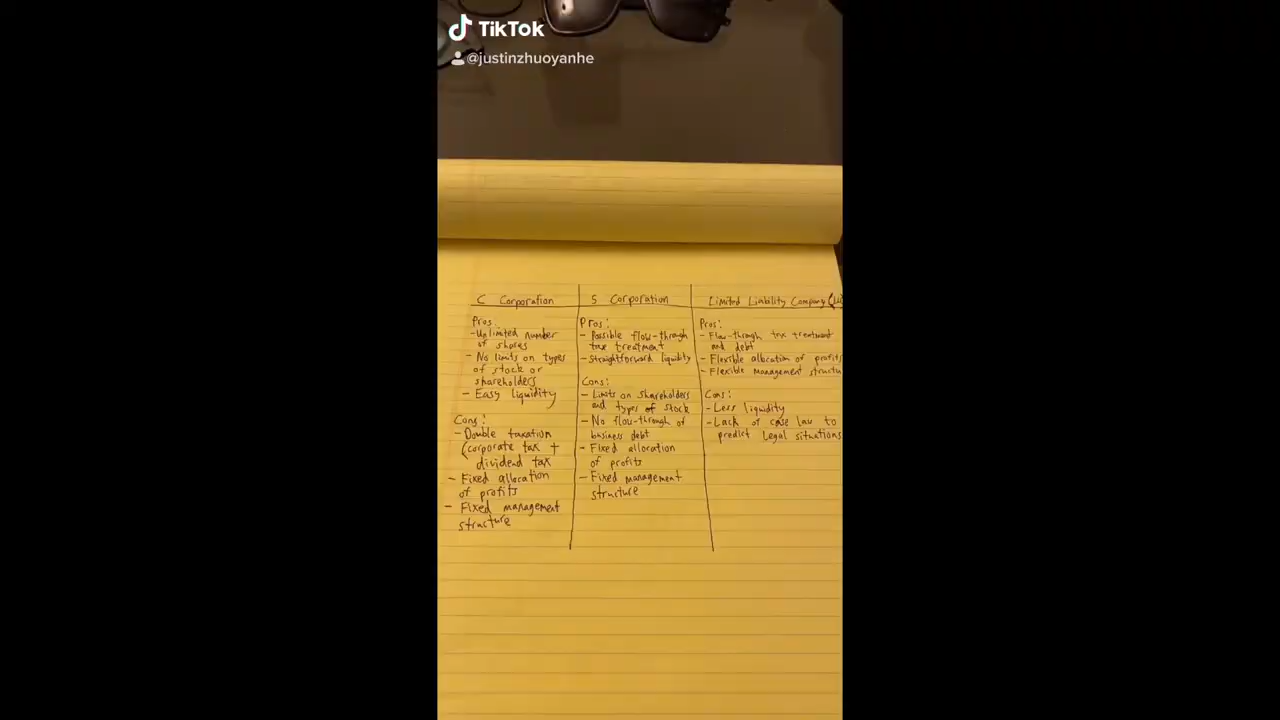 TikTok
@justinzhuoyanhe
C Corporation
Pros:
- Unlimited number
of shares
- No limits on types
of stock or
shareholders
- Easy liquidity
Cons:
- Double taxation
(corporate tax +
dividend tax
- Fixed allocation
of profits
- Fixed management
structure
S Corporation
Pros:
- Possible flow-through
tax treatment
- Straightforward liquidity
Cons:
- Limits on shareholders
and types of stock
- No flow-through of
business debt
- Fixed allocation
of profits
- Fixed management
structure
Limited Liability Company
Pros:
- Flow-through tax treatment
and debt
- Flexible allocation of profits
- Flexible management structu
Cons:
- Less liquidity
- Lack of case law to
predict legal situations